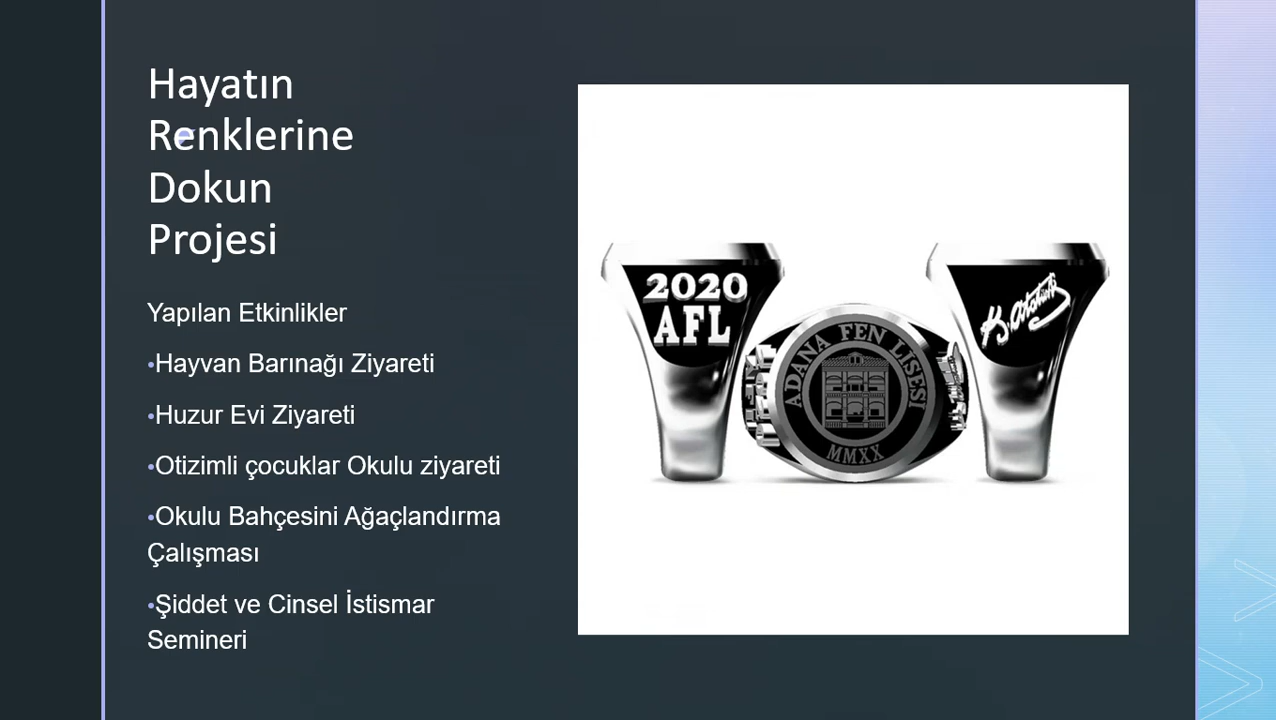 Hayatın
Renklerine
Dokun
Projesi
Yapılan Etkinlikler
•Hayvan Barınağı Ziyareti
•Huzur Evi Ziyareti
•Otizimli çocuklar Okulu ziyareti
•Okulu Bahçesini Ağaçlandırma
Çalışması
•Şiddet ve Cinsel İstismar
Semineri
2020
AFL
ADANA FEN LİSESİ
MMXX
K. Atatürk